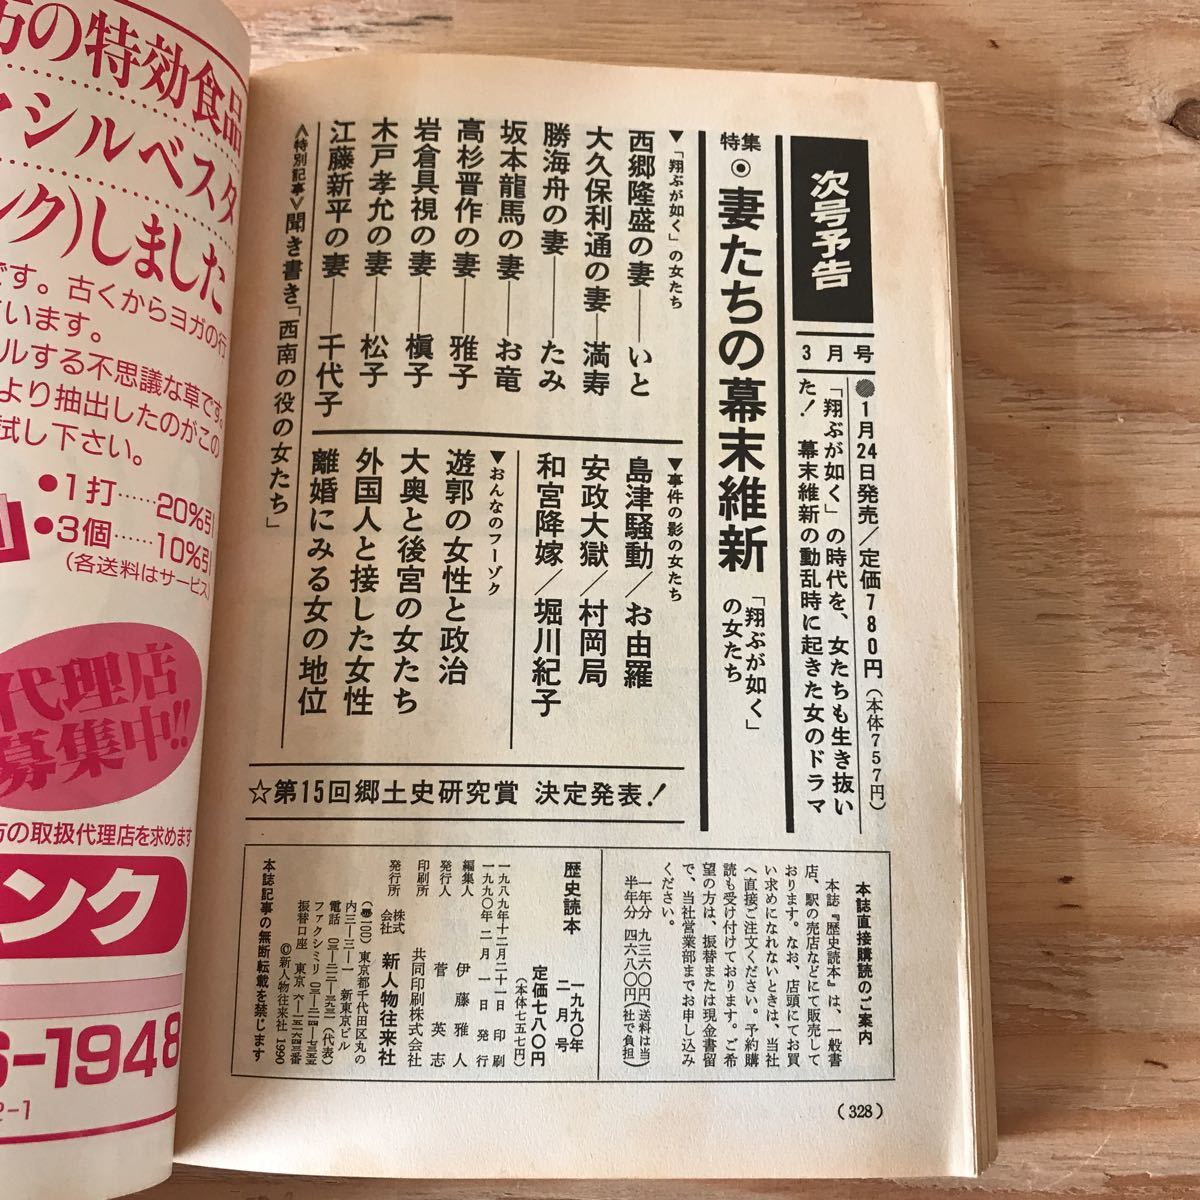 次号予告
3月号
●1月24日発売/定価780円(本体757円)
「翔ぶが如く」の時代を、女たちも生き抜い
た! 幕末維新の動乱時に起きた女のドラマ
特集◉妻たちの幕末維新
「翔ぶが如く」
の女たち
▼「翔ぶが如く」の女たち
西郷隆盛の妻――いと
大久保利通の妻――満寿
勝海舟の妻――たみ
坂本龍馬の妻――お竜
高杉晋作の妻――雅子
岩倉具視の妻――槇子
木戸孝允の妻――松子
江藤新平の妻――千代子
<特別記事>聞き書き「西南の役の女たち」
▼事件の影の女たち
島津騒動/お由羅
安政大獄/村岡局
和宮降嫁/堀川紀子
▼おんなのフーゾク
遊郭の女性と政治
大奥と後宮の女たち
外国人と接した女性
離婚にみる女の地位
☆第15回郷土史研究賞 決定発表!
本誌直接購読のご案内
本誌『歴史読本』は、一般書
店、駅の売店などにて販売して
おります。なお、店頭にてお買
い求めになれないときは、当社
へ直接ご注文ください。予約購
読も受け付けております。ご希
望の方は、振替または現金書留
で、当社営業部までお申し込み
ください。
一年分 九三六〇円(送料は当
半年分 四六八〇円(社で負担)
歴史読本 一九九〇年二月号
定価七八〇円
(本体七五七円)
一九八九年十二月二十一日 印刷
一九九〇年二月一日 発行
編集人 伊藤雅人
発行人 菅英志
印刷所 共同印刷株式会社
発行所 株式会社 新人物往来社
(〒100)東京都千代田区丸の
内三-三-一 新東京ビル
©新人物往来社 1990
本誌記事の無断転載を禁じます
(328)
の特効食品
シルベスタ
ンク)しました
です。古くからヨガの行
ています。
ルする不思議な草です。
より抽出したのがこの
試し下さい。
●1打……20%引
●3個……10%引
(各送料はサービス)
代理店
募集中!!
の取扱代理店を求めます
ンク
-1948
2-1